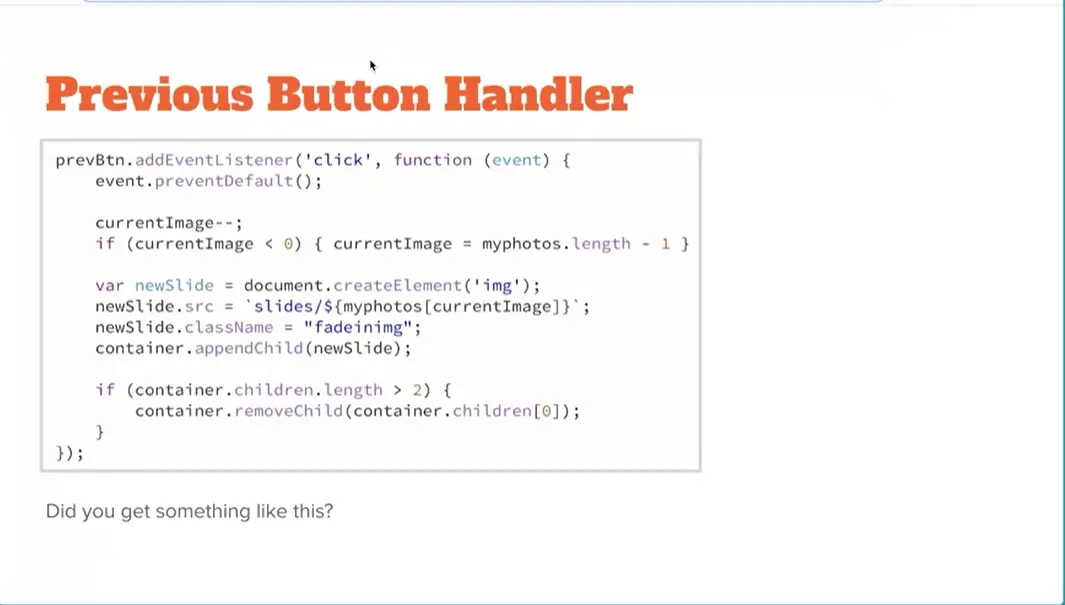 Previous Button Handler
prevBtn.addEventListener('click', function (event) {
    event.preventDefault();
    currentImage--;
    if (currentImage < 0) { currentImage = myphotos.length - 1 }
    var newSlide = document.createElement('img');
    newSlide.src = `slides/${myphotos[currentImage]}`;
    newSlide.className = "fadeinimg";
    container.appendChild(newSlide);
    if (container.children.length > 2) {
        container.removeChild(container.children[0]);
    }
});
Did you get something like this?